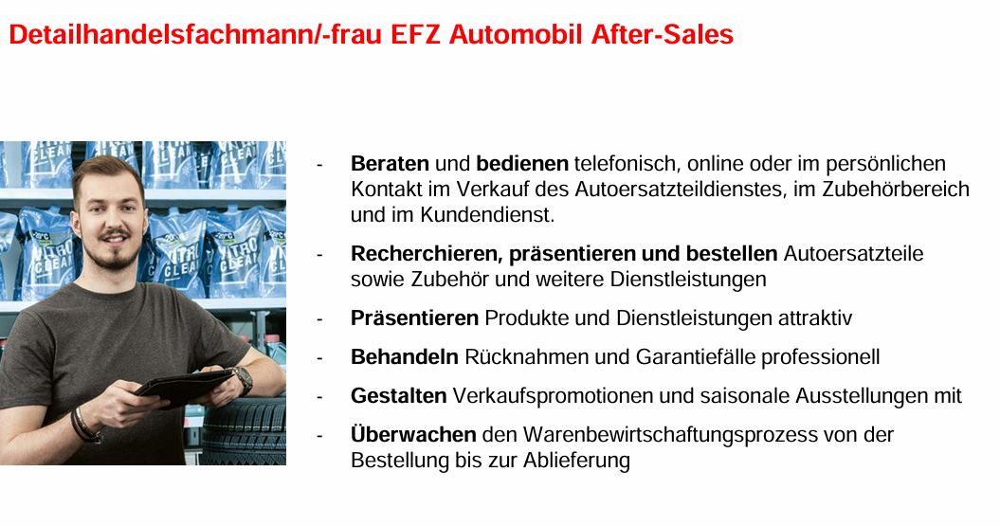 Detailhandelsfachmann/-frau EFZ Automobil After-Sales
- Beraten und bedienen telefonisch, online oder im persönlichen
Kontakt im Verkauf des Autoersatzteildienstes, im Zubehörbereich
und im Kundendienst.
- Recherchieren, präsentieren und bestellen Autoersatzteile
sowie Zubehör und weitere Dienstleistungen
- Präsentieren Produkte und Dienstleistungen attraktiv
- Behandeln Rücknahmen und Garantiefälle professionell
- Gestalten Verkaufspromotionen und saisonale Ausstellungen mit
- Überwachen den Warenbewirtschaftungsprozess von der
Bestellung bis zur Ablieferung
NITRO
CLEAN